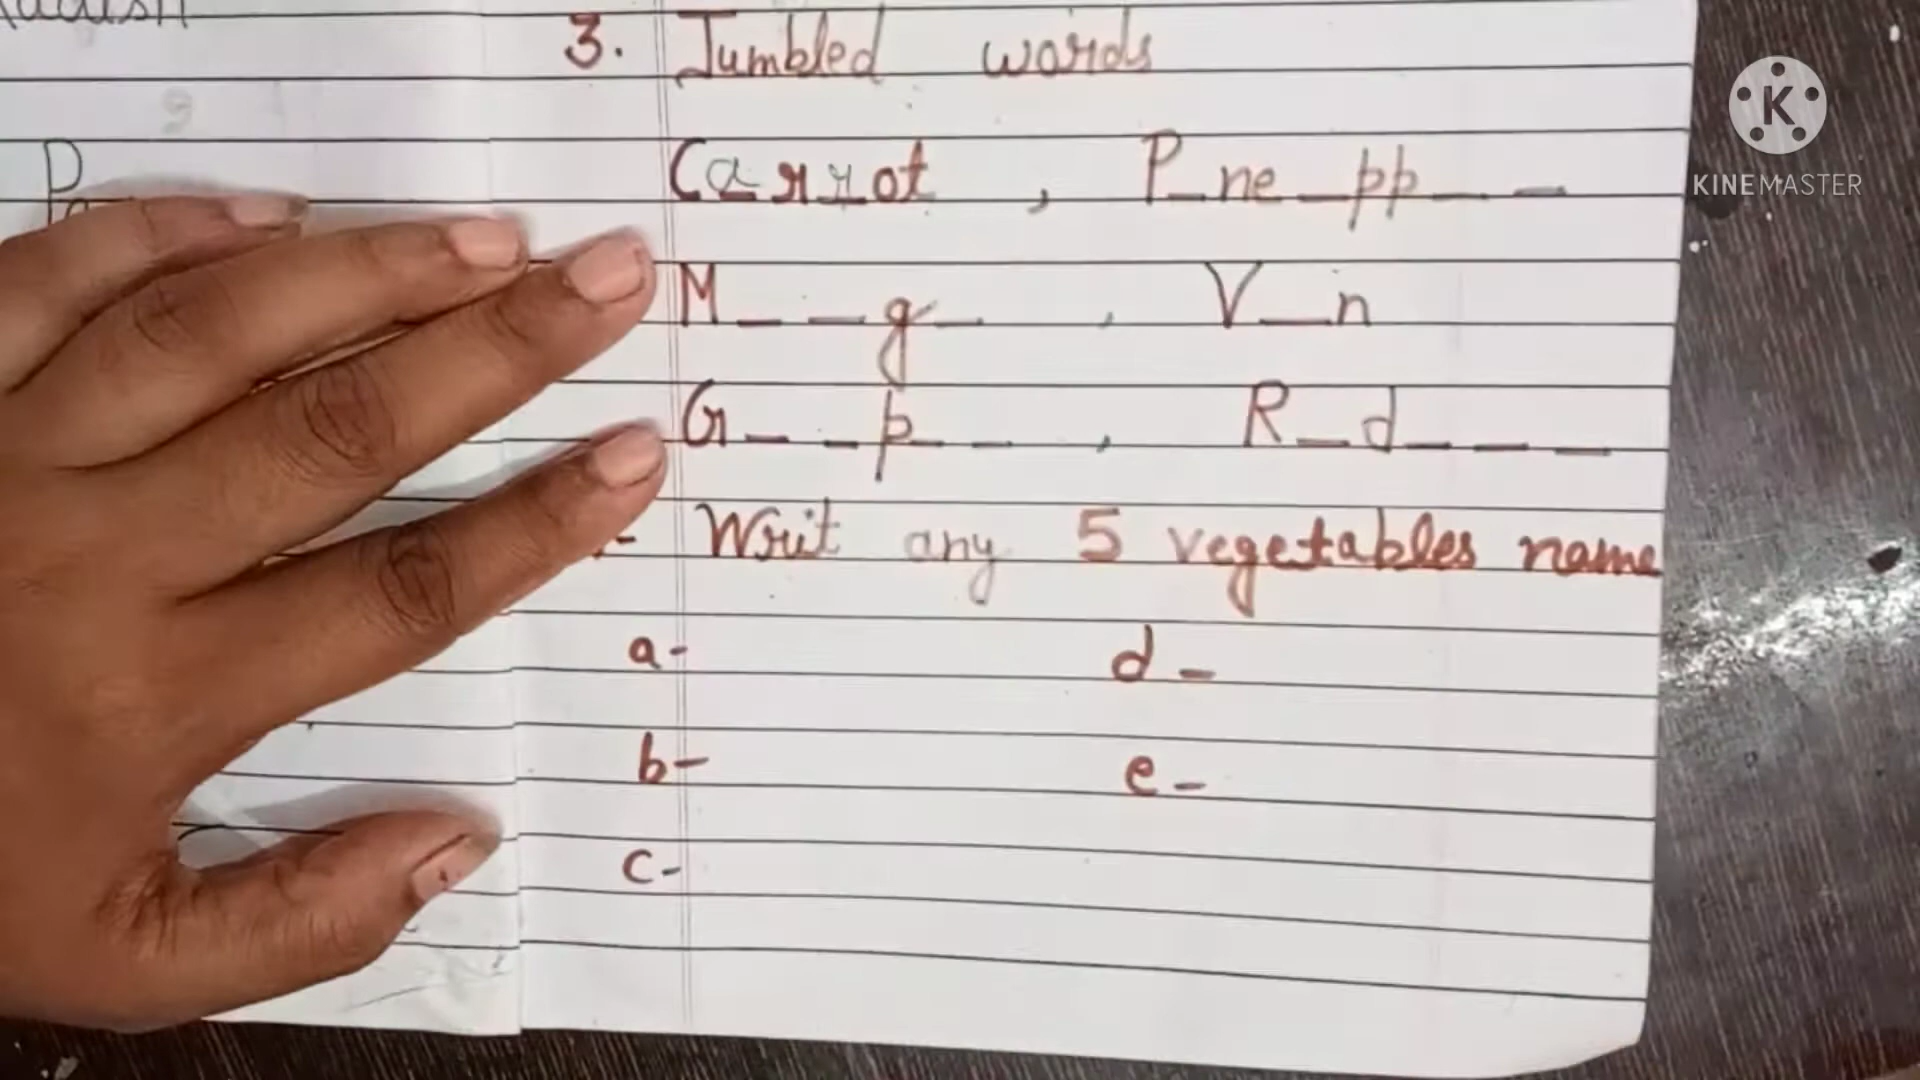 3. Jumbled words
Carrot , P_ne_pp_ _
M_ _g_ , V_n
G_ _p_ _ , R_d_ _ _
Writ any 5 vegetables name
a- d-
b- e-
c-
K
KINEMASTER